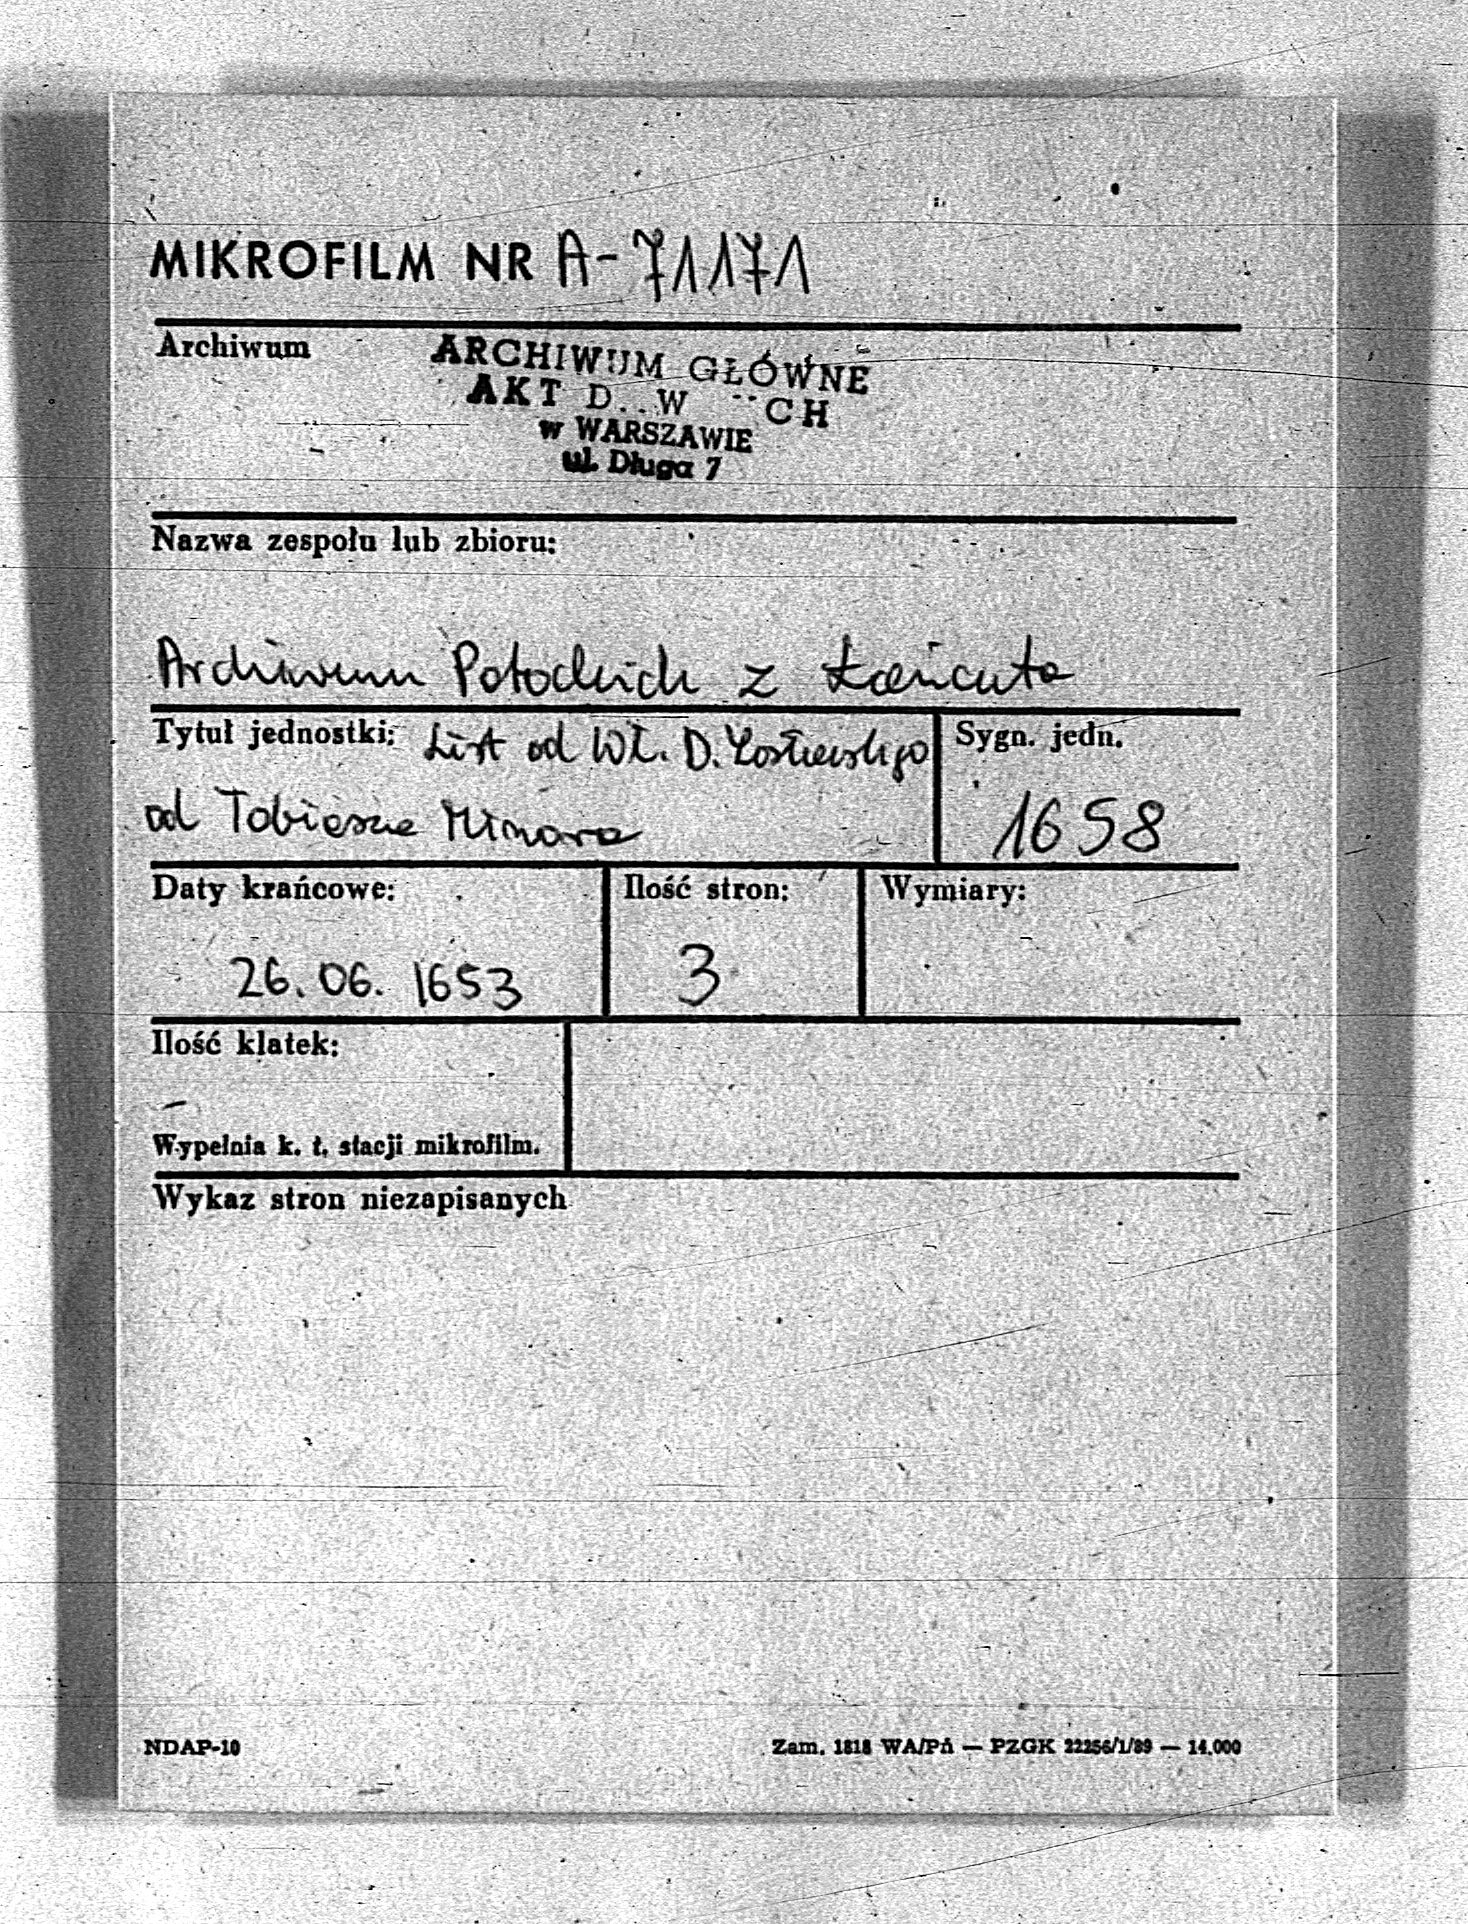 MIKROFILM NR A-71171
Archiwum
ARCHIWUM GŁÓWNE
AKT D..W ¨CH
w WARSZAWIE
ul. Długa 7
Nazwa zespołu lub zbioru:
Archiwum Potockich z Łańcuta
Tytuł jednostki: List od Wł. D.
Sygn. jedn.
od Tobiesza
1658
Daty krańcowe:
Ilość stron:
Wymiary:
26.06. 1653
3
Ilość klatek:
–
Wypełnia k. t. stacji mikrofilm.
Wykaz stron niezapisanych
NDAP-10
Zam. 1818 WA/Pń — PZGK 22256/1/89 — 14.000